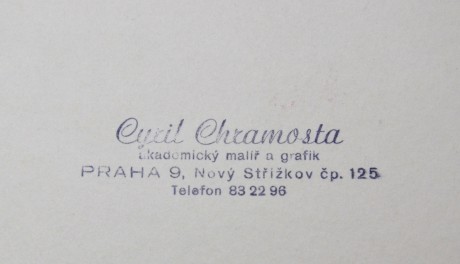 Cyril Chramosta
akademický malíř a grafik
PRAHA 9, Nový Střížkov čp. 125
Telefon 83 22 96